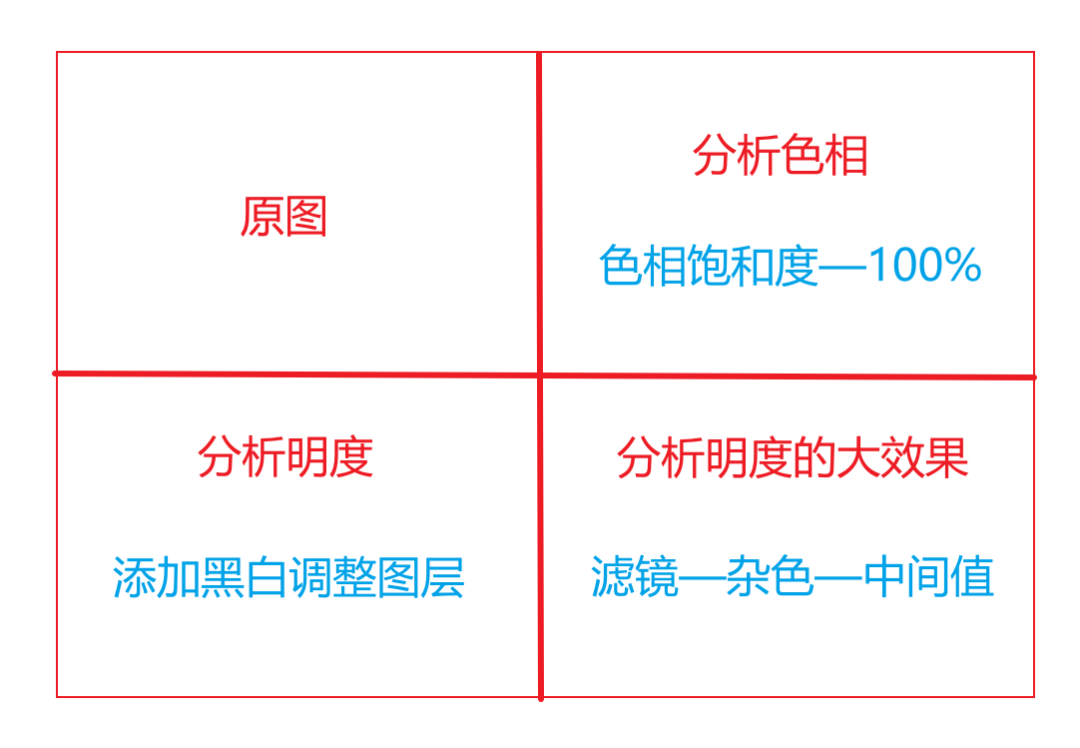 原图
分析色相
色相饱和度—100%
分析明度
添加黑白调整图层
分析明度的大效果
滤镜—杂色—中间值